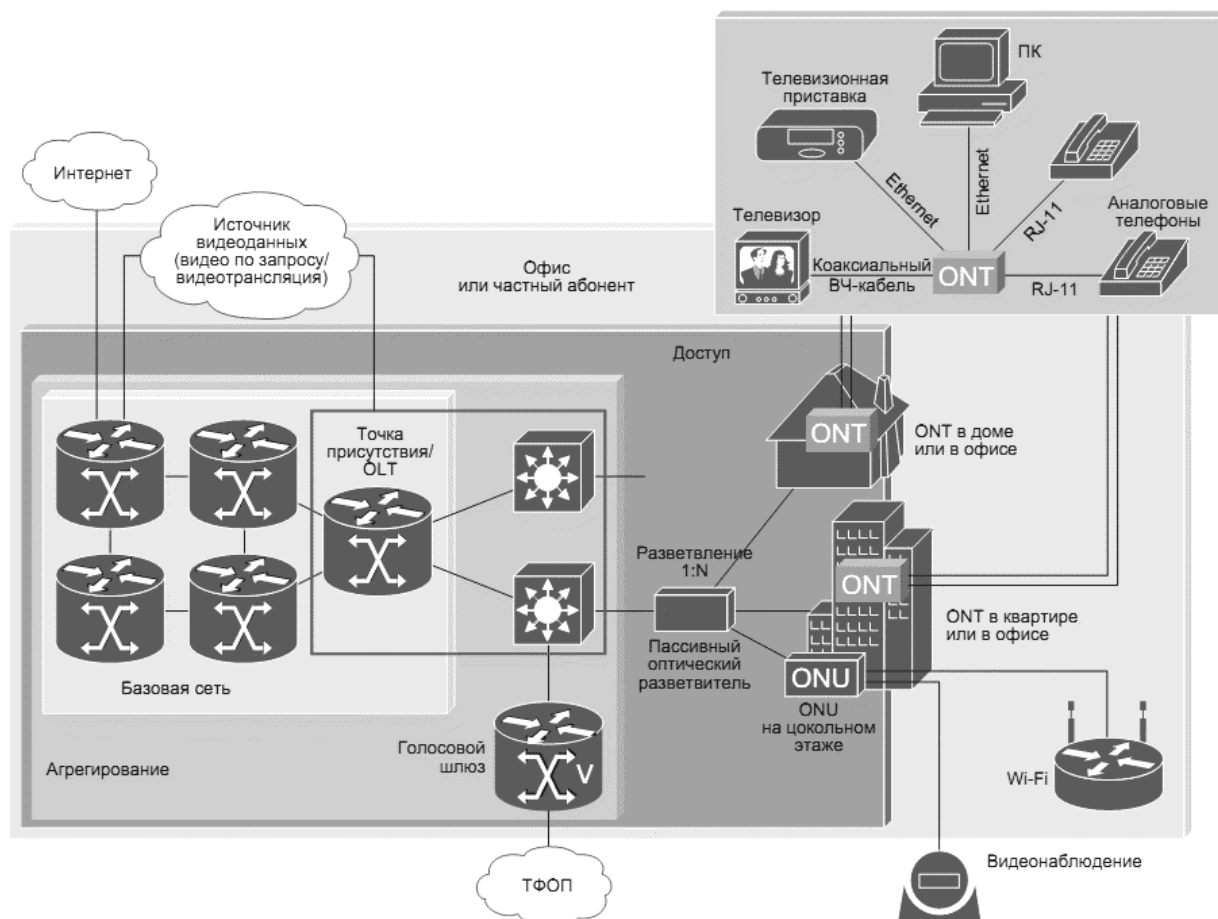 ПК
Телевизионная
приставка
Ethernet
Ethernet
RJ-11
Аналоговые
телефоны
Телевизор
Коаксиальный
ВЧ-кабель
ONT
RJ-11
Интернет
Источник
видеоданных
(видео по запросу/
видеотрансляция)
Офис
или частный абонент
Доступ
ONT
ONT в доме
или в офисе
Точка
присутствия/
OLT
Разветвление
1:N
ONT
ONT в квартире
или в офисе
Пассивный
оптический
разветвитель
ONU
ONU
на цокольном
этаже
Базовая сеть
Голосовой
шлюз
V
Агрегирование
Wi-Fi
ТФОП
Видеонаблюдение